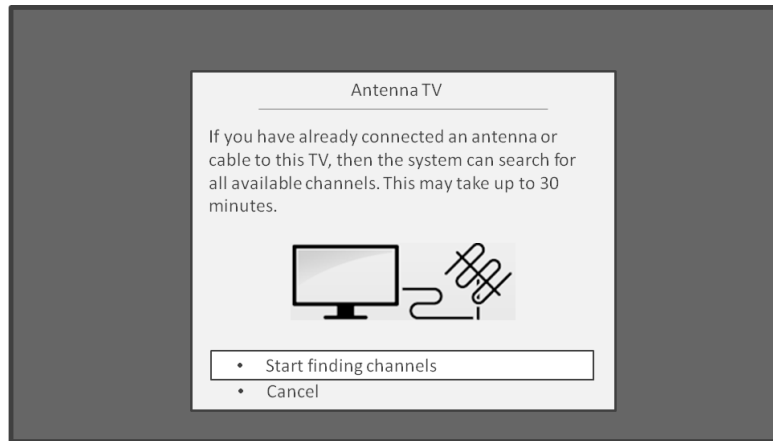 Antenna TV
If you have already connected an antenna or
cable to this TV, then the system can search for
all available channels. This may take up to 30
minutes.
• Start finding channels
• Cancel